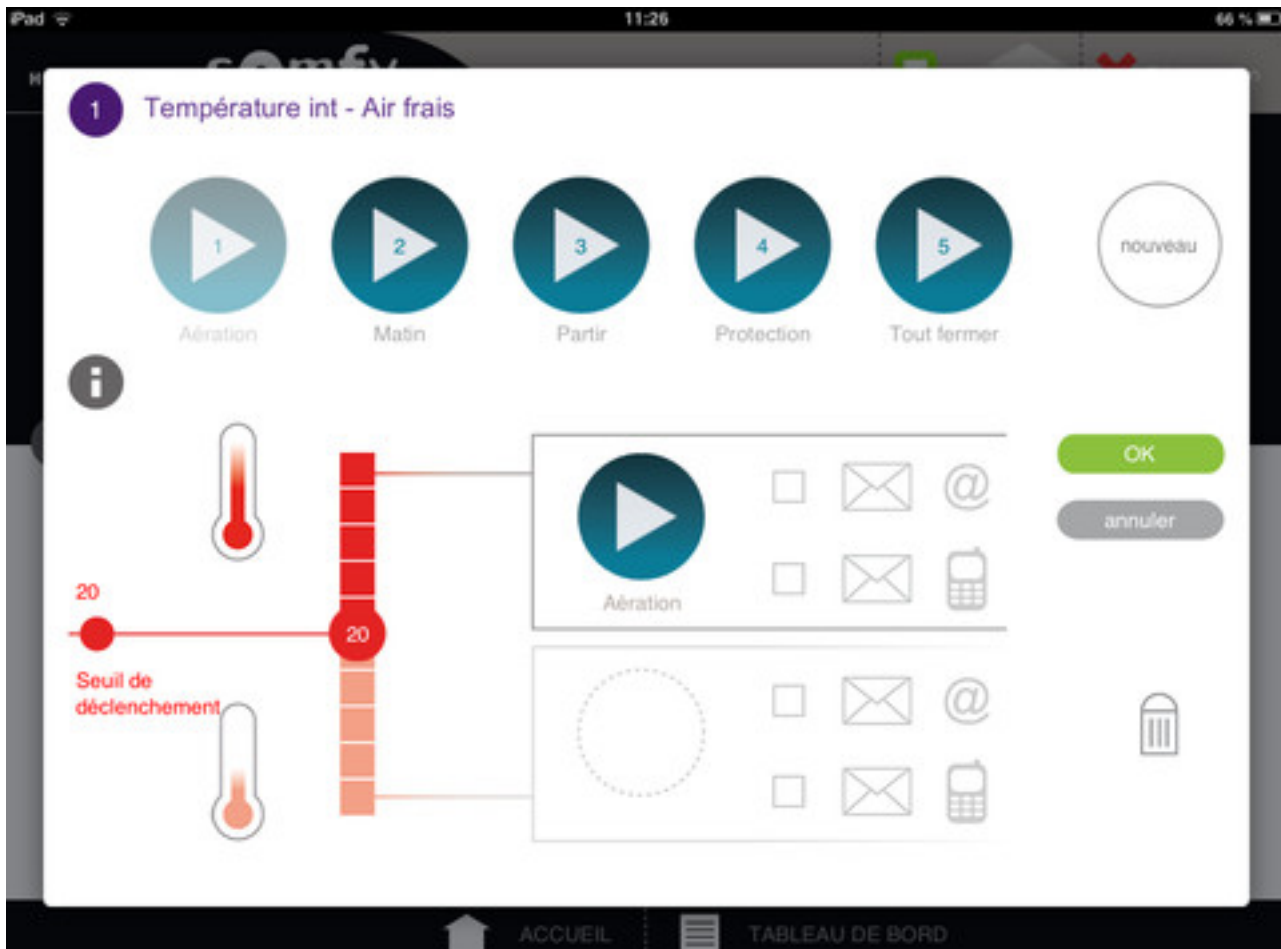 iPad 11:26 66 %
somfy
1 Température int - Air frais
1 2 3 4 5 nouveau
Aération Matin Partir Protection Tout fermer
i
OK
@
annuler
20
Aération
20
Seuil de
déclenchement
@
ACCUEIL TABLEAU DE BORD